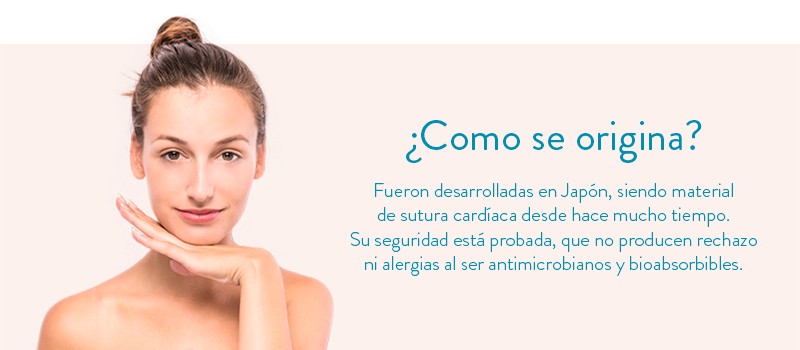 ¿Como se origina?
Fueron desarrolladas en Japón, siendo material
de sutura cardíaca desde hace mucho tiempo.
Su seguridad está probada, que no producen rechazo
ni alergias al ser antimicrobianos y bioabsorbibles.